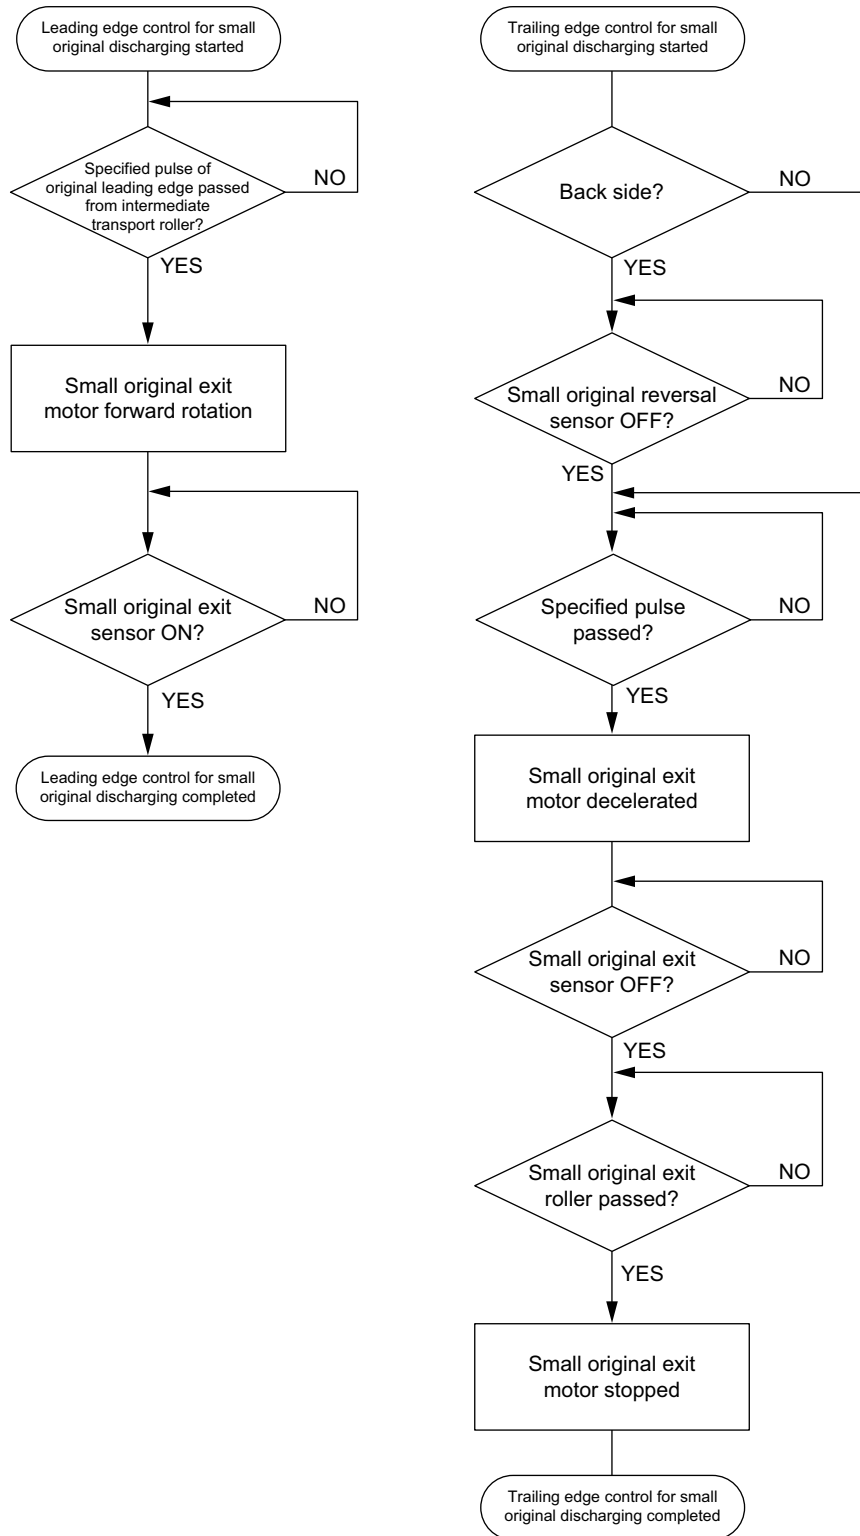 Leading edge control for small
original discharging started
Specified pulse of
original leading edge passed
from intermediate
transport roller?
NO
YES
Small original exit
motor forward rotation
Small original exit
sensor ON?
NO
YES
Leading edge control for small
original discharging completed
Trailing edge control for small
original discharging started
Back side?
NO
YES
Small original reversal
sensor OFF?
NO
YES
Specified pulse
passed?
NO
YES
Small original exit
motor decelerated
Small original exit
sensor OFF?
NO
YES
Small original exit
roller passed?
NO
YES
Small original exit
motor stopped
Trailing edge control for small
original discharging completed